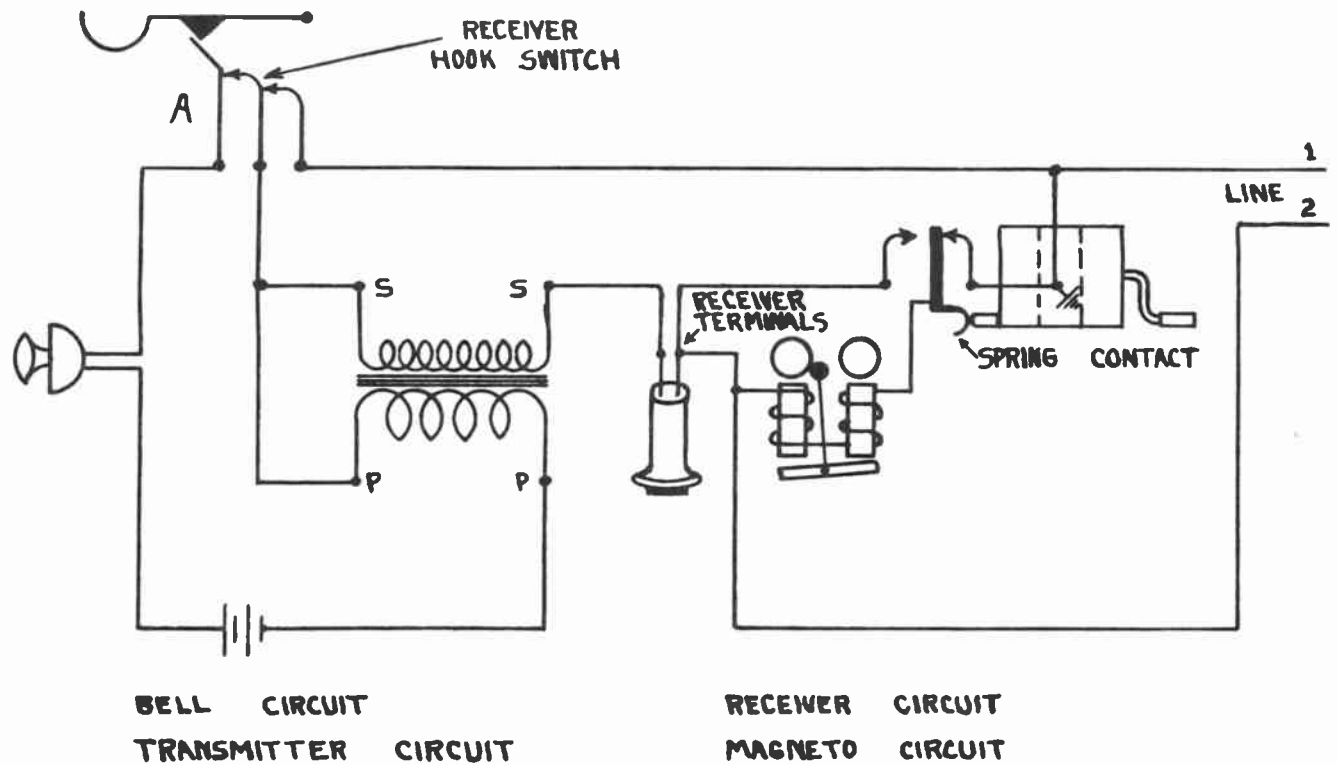 RECEIVER
HOOK SWITCH
A
1
LINE
2
S
S
RECEIVER
TERMINALS
SPRING CONTACT
P
P
BELL CIRCUIT
RECEIVER CIRCUIT
TRANSMITTER CIRCUIT
MAGNETO CIRCUIT